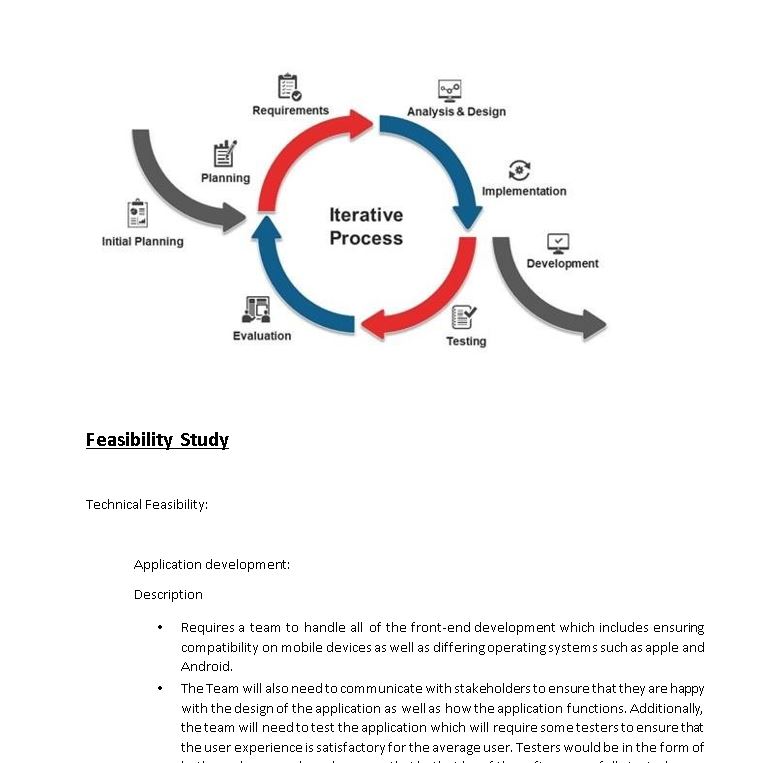 Requirements
Analysis & Design
Planning
Implementation
Iterative
Process
Initial Planning
Development
Evaluation
Testing
Feasibility Study
Technical Feasibility:
Application development:
Description
• Requires a team to handle all of the front-end development which includes ensuring
compatibility on mobile devices as well as differing operating systems such as apple and
Android.
• The Team will also need to communicate with stakeholders to ensure that they are happy
with the design of the application as well as how the application functions. Additionally,
the team will need to test the application which will require some testers to ensure that
the user experience is satisfactory for the average user. Testers would be in the form of